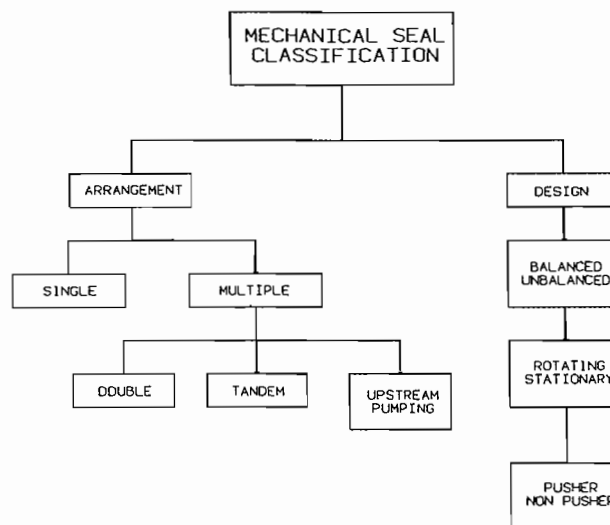 MECHANICAL SEAL
CLASSIFICATION
ARRANGEMENT
DESIGN
SINGLE
MULTIPLE
BALANCED
UNBALANCED
DOUBLE
TANDEM
UPSTREAM
PUMPING
ROTATING
STATIONARY
PUSHER
NON PUSHER